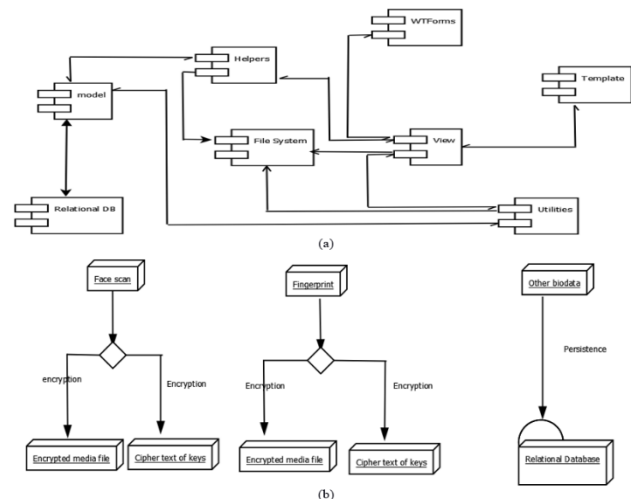 WTForms
Helpers
Template
model
File System
View
Relational DB
Utilities
(a)
Face scan
Fingerprint
Other biodata
Persistence
encryption
Encryption
Encryption
Encryption
Encrypted media file
Cipher text of keys
Encrypted media file
Cipher text of keys
Relational Database
(b)